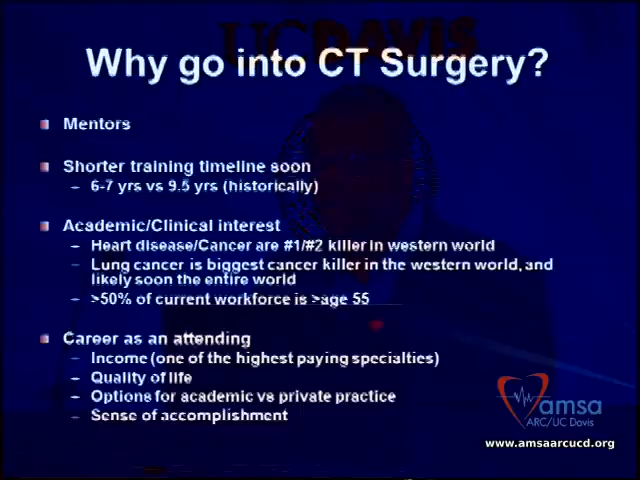 UC DAVIS
Why go into CT Surgery?
Mentors
Shorter training timeline soon
– 6-7 yrs vs 9.5 yrs (historically)
Academic/Clinical interest
– Heart disease/Cancer are #1/#2 killer in western world
– Lung cancer is biggest cancer killer in the western world, and
likely soon the entire world
– >50% of current workforce is >age 55
Career as an attending
– Income (one of the highest paying specialties)
– Quality of life
– Options for academic vs private practice
– Sense of accomplishment
amsa
ARC/UC Davis
www.amsaarcucd.org